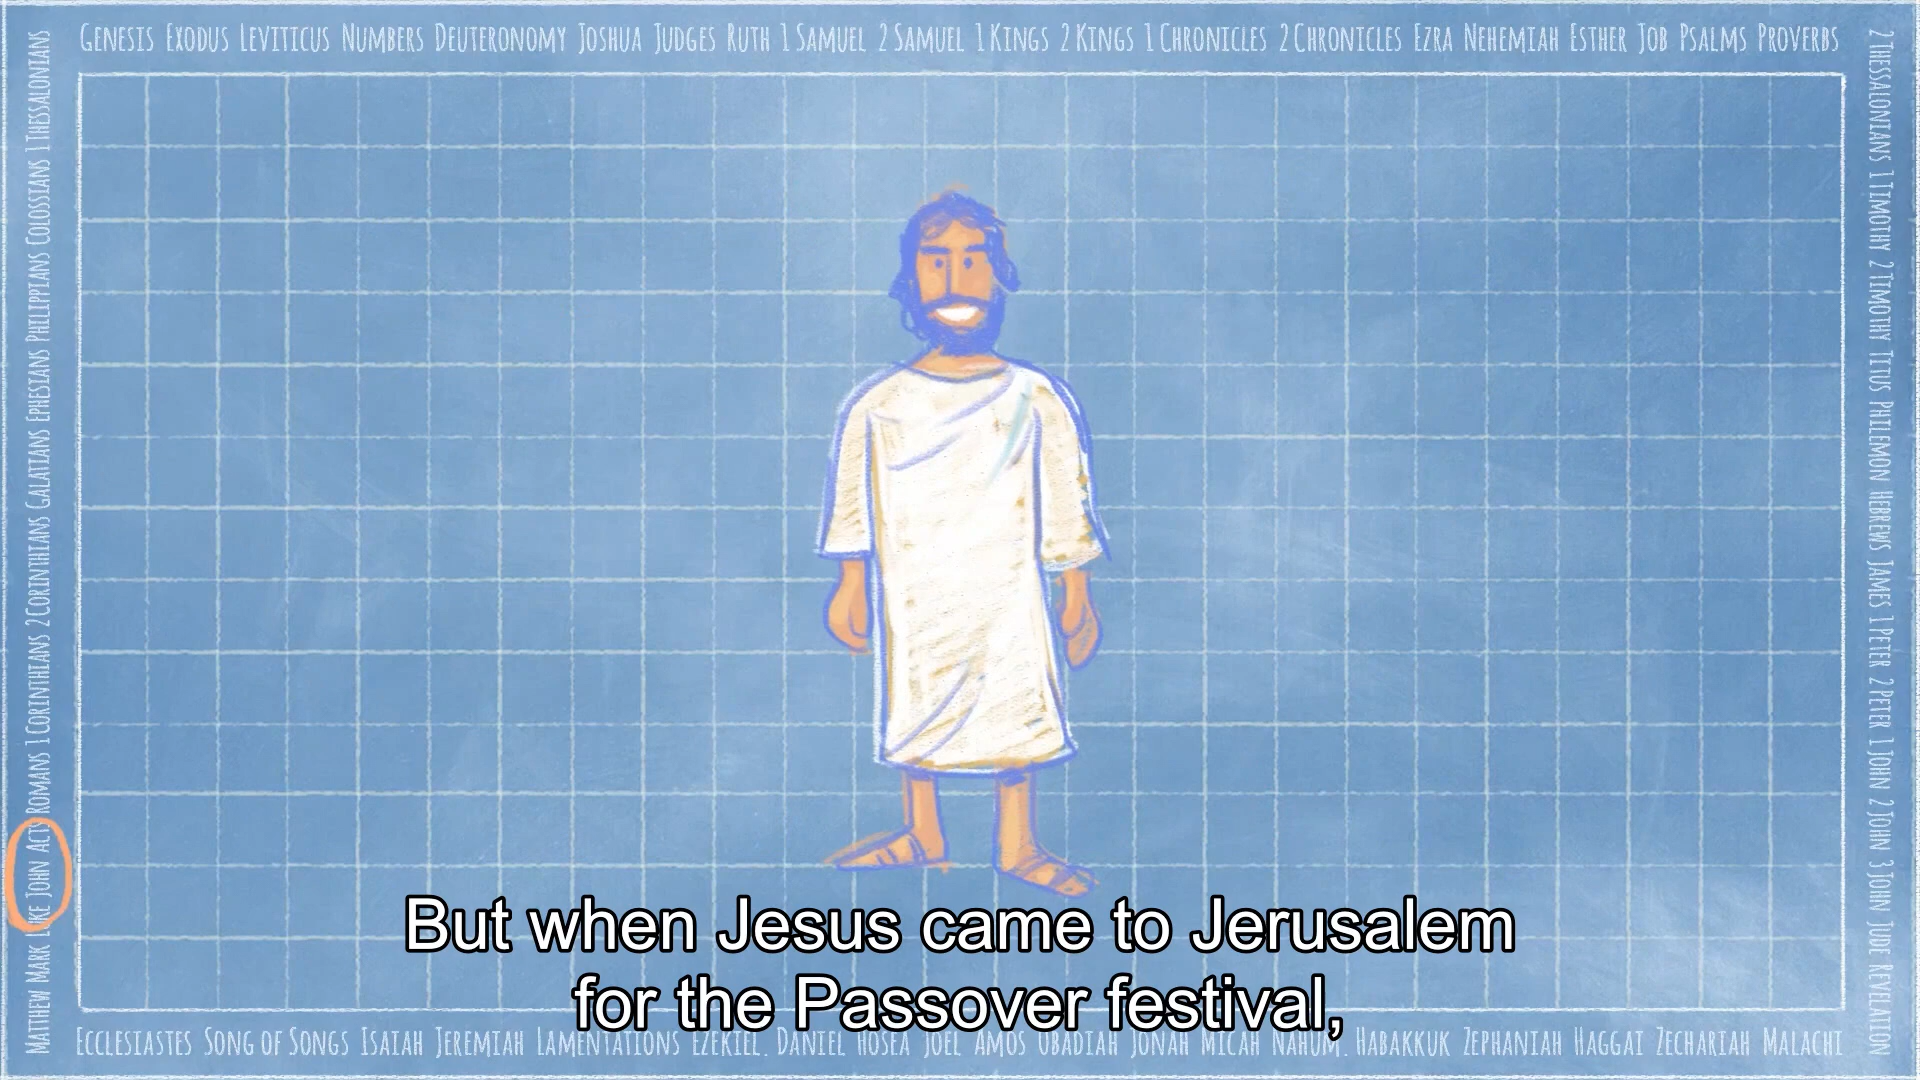 Genesis Exodus Leviticus Numbers Deuteronomy Joshua Judges Ruth 1 Samuel 2 Samuel 1 Kings 2 Kings 1 Chronicles 2 Chronicles Ezra Nehemiah Esther Job Psalms Proverbs
Matthew Mark Luke John Acts Romans 1 Corinthians 2 Corinthians Galatians Ephesians Philippians Colossians 1 Thessalonians
2 Thessalonians 1 Timothy 2 Timothy Titus Philemon Hebrews James 1 Peter 2 Peter 1 John 2 John 3 John Jude Revelation
But when Jesus came to Jerusalem
for the Passover festival,
Ecclesiastes Song of Songs Isaiah Jeremiah Lamentations Ezekiel. Daniel Hosea Joel Amos Obadiah Jonah Micah Nahum. Habakkuk Zephaniah Haggai Zechariah Malachi